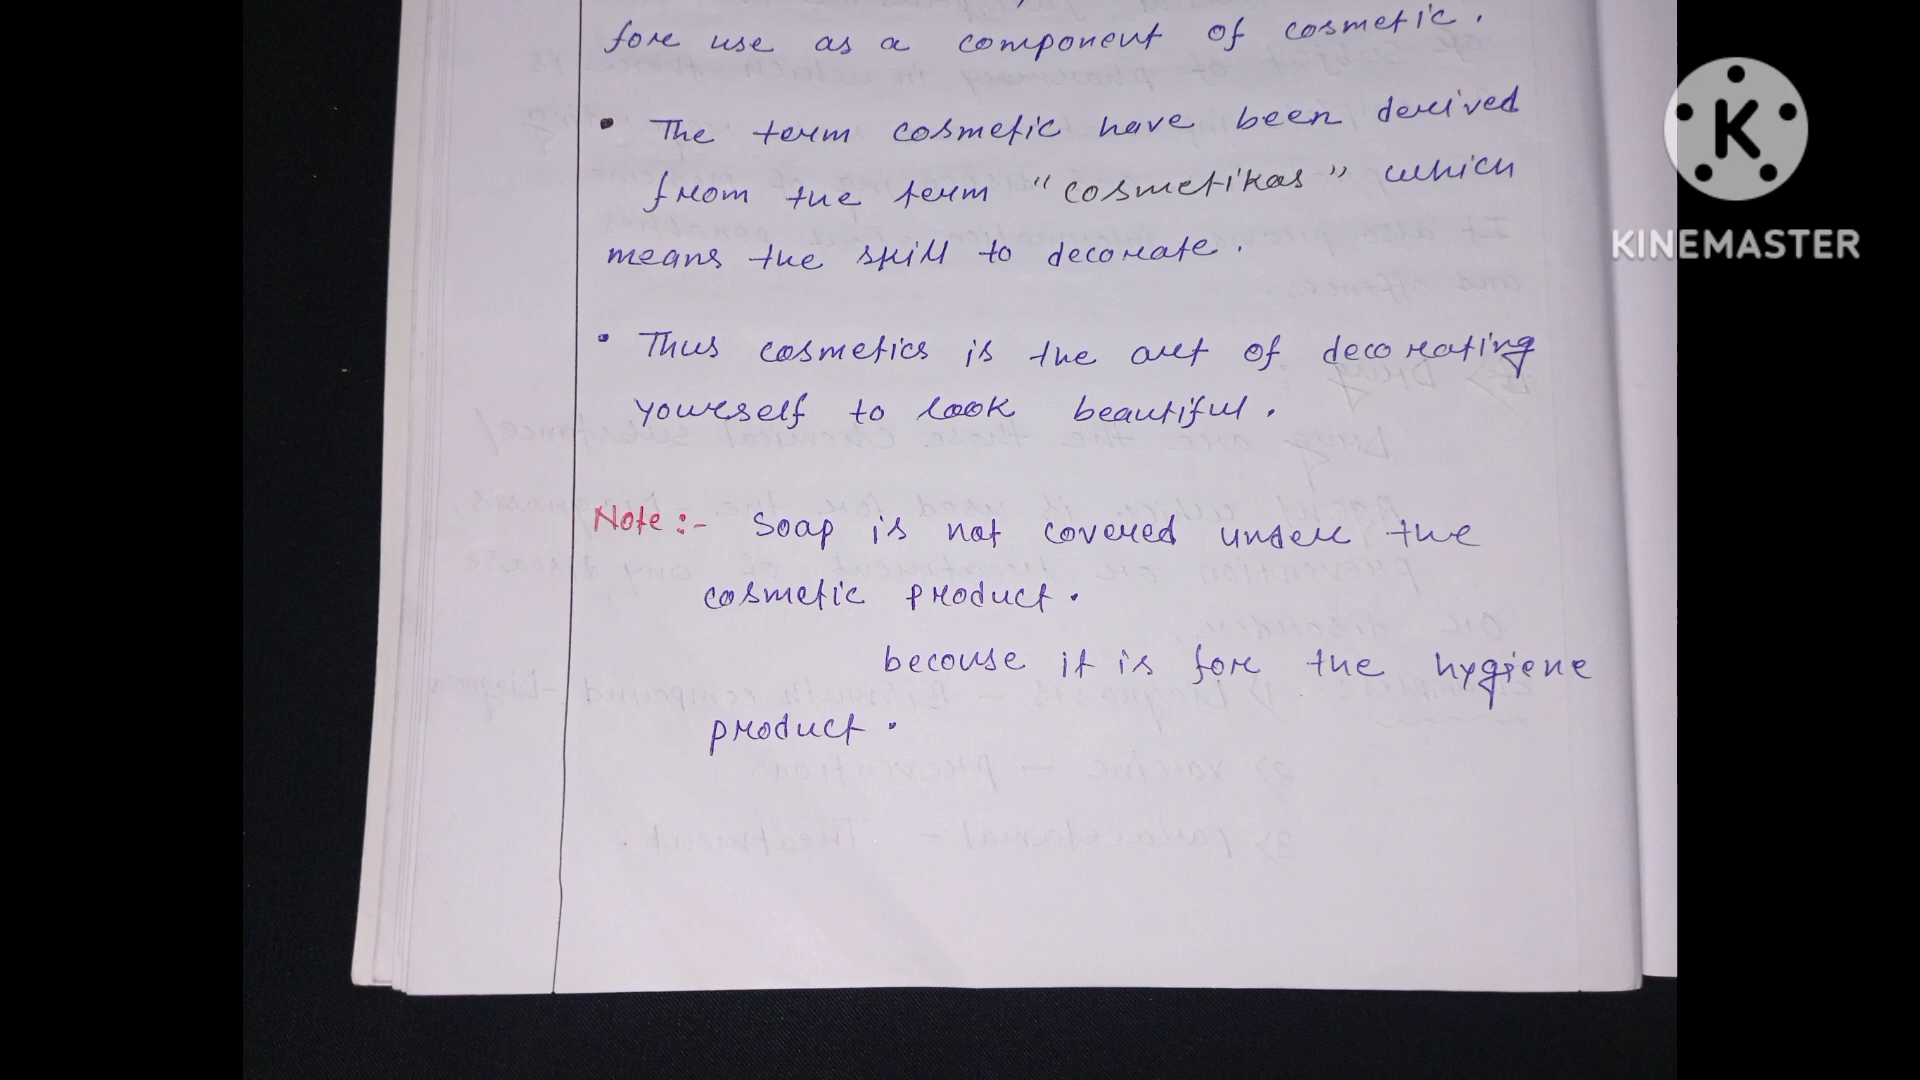 for use as a component of cosmetic.
• The term cosmetic have been derived
from the term "cosmetikas" which
means the skill to decorate.
• Thus cosmetics is the art of decorating
yourself to look beautiful.
Note :- Soap is not covered under the
cosmetic product.
becouse it is for the hygiene
product.
K
KINEMASTER